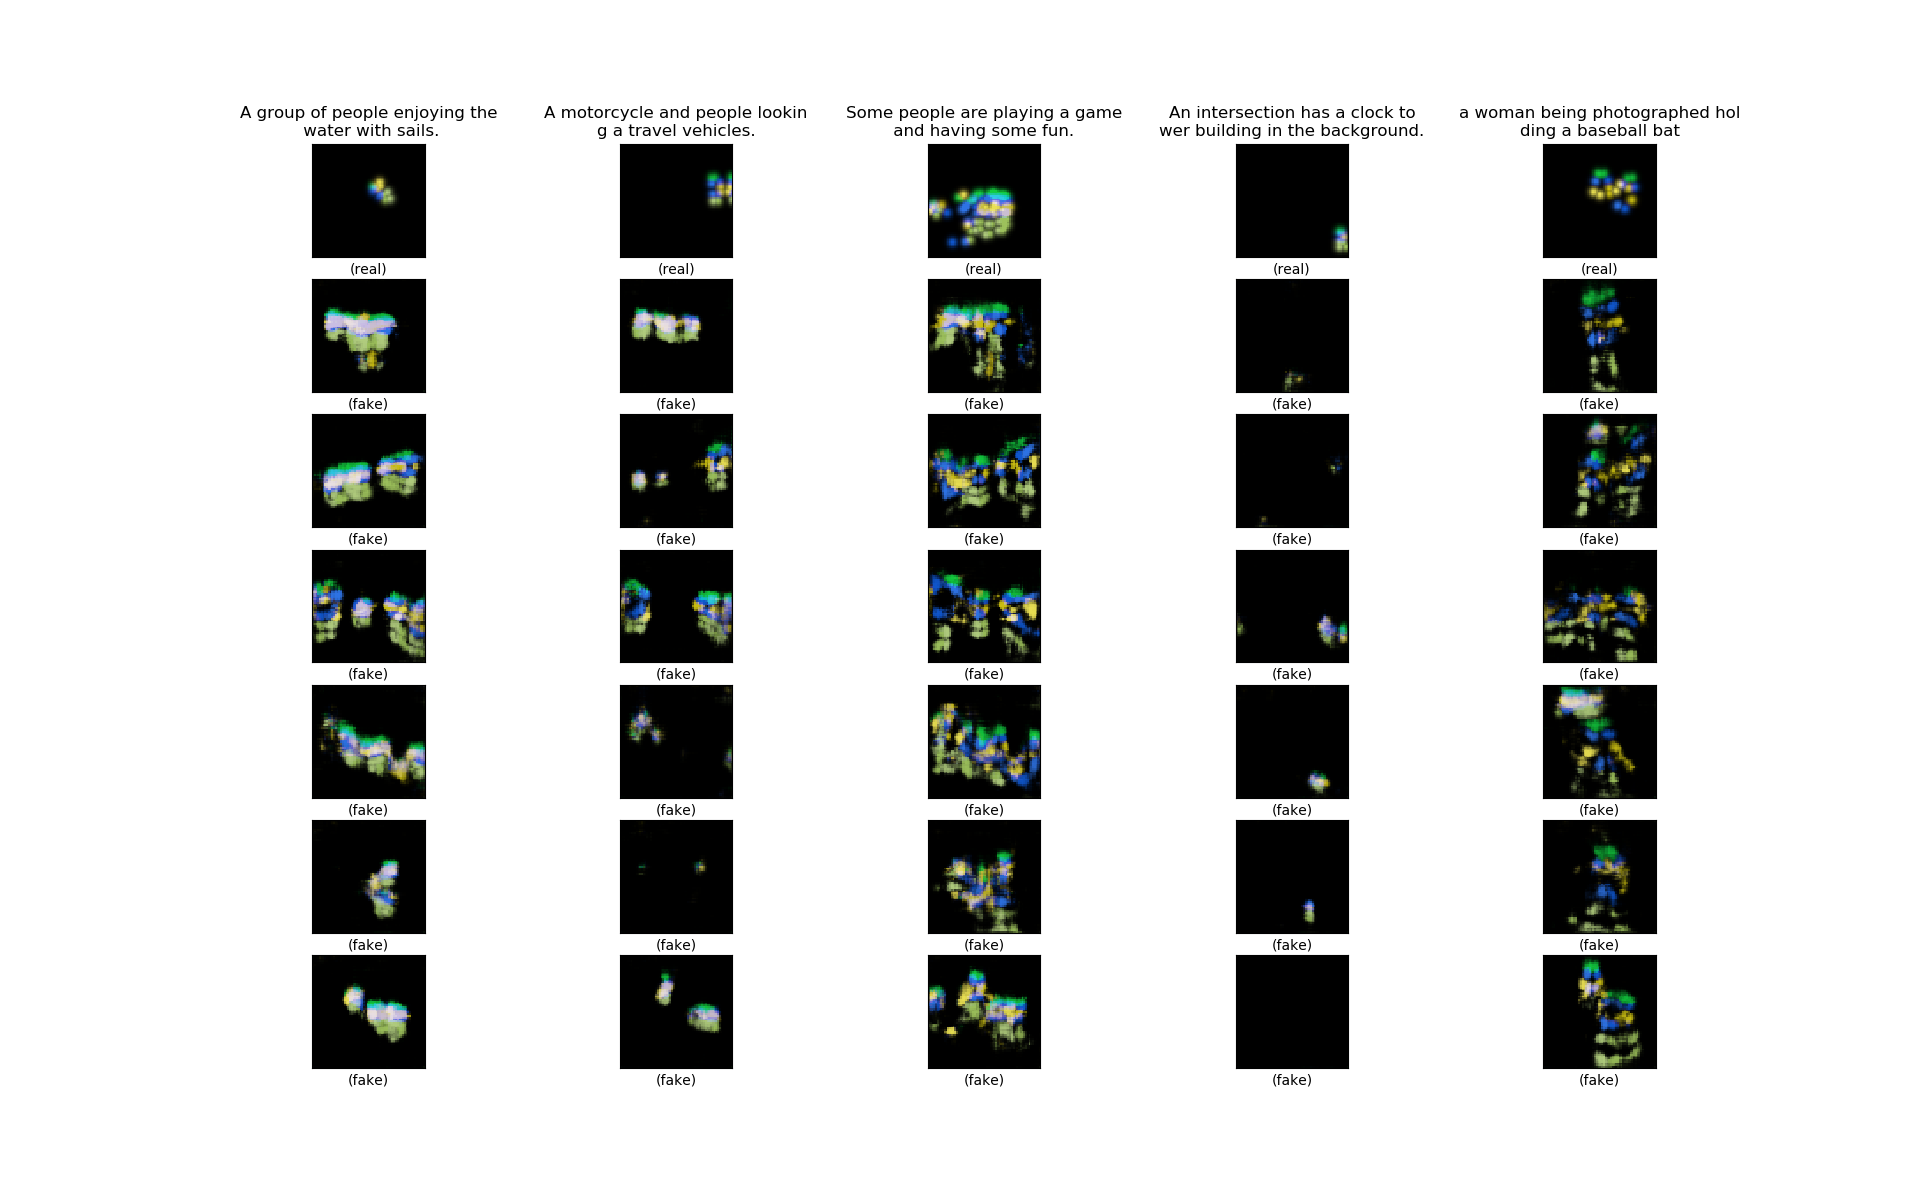 A group of people enjoying the
water with sails.
A motorcycle and people lookin
g a travel vehicles.
Some people are playing a game
and having some fun.
An intersection has a clock to
wer building in the background.
a woman being photographed hol
ding a baseball bat
(real) (real) (real) (real) (real)
(fake) (fake) (fake) (fake) (fake)
(fake) (fake) (fake) (fake) (fake)
(fake) (fake) (fake) (fake) (fake)
(fake) (fake) (fake) (fake) (fake)
(fake) (fake) (fake) (fake) (fake)
(fake) (fake) (fake) (fake) (fake)